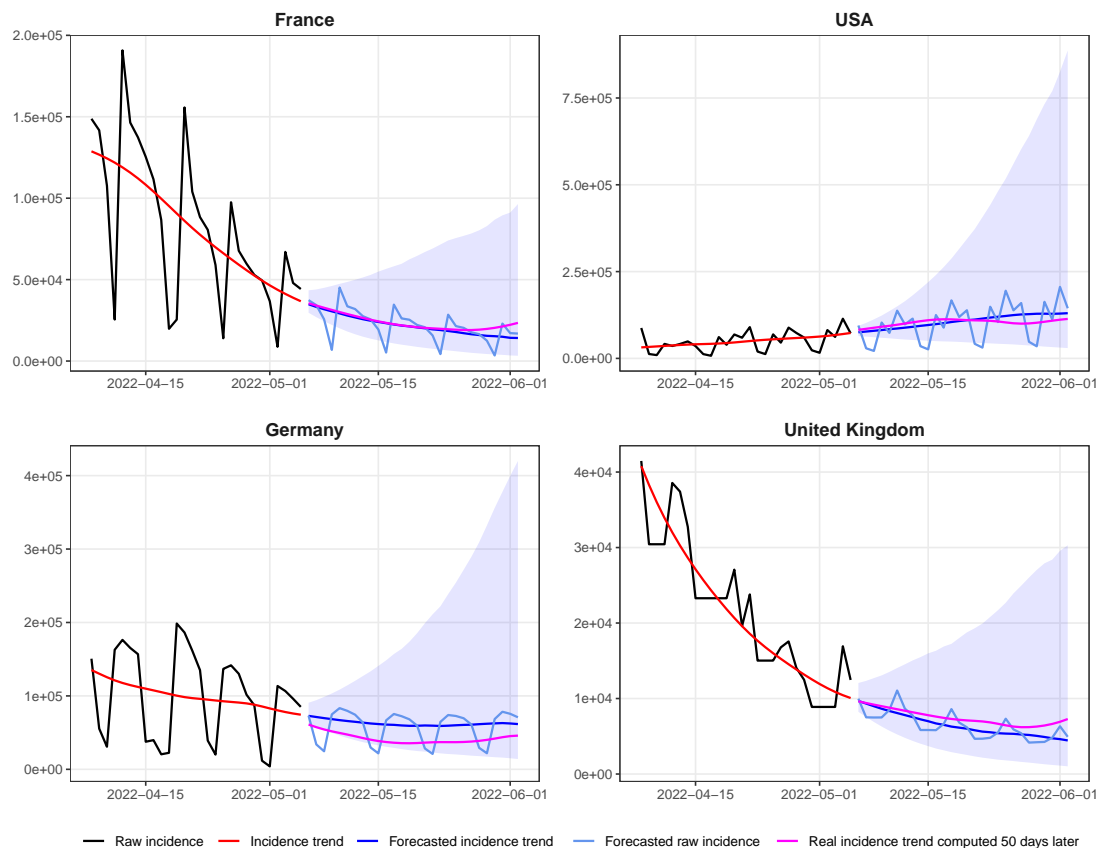 France
2.0e+05
1.5e+05
1.0e+05
5.0e+04
0.0e+00
2022−04−15 2022−05−01 2022−05−15 2022−06−01
USA
7.5e+05
5.0e+05
2.5e+05
0.0e+00
2022−04−15 2022−05−01 2022−05−15 2022−06−01
Germany
4e+05
3e+05
2e+05
1e+05
0e+00
2022−04−15 2022−05−01 2022−05−15 2022−06−01
United Kingdom
4e+04
3e+04
2e+04
1e+04
0e+00
2022−04−15 2022−05−01 2022−05−15 2022−06−01
Raw incidence Incidence trend Forecasted incidence trend Forecasted raw incidence Real incidence trend computed 50 days later